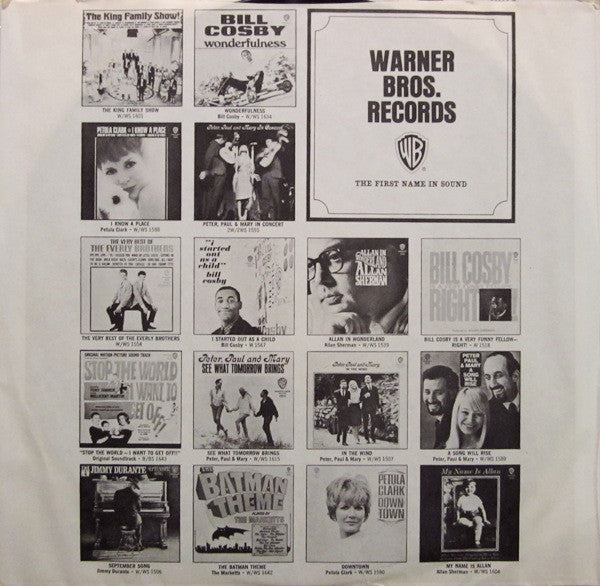 The King Family Show!
THE KING FAMILY SHOW
W/WS 1601
BILL
COSBY
wonderfulness
WONDERFULNESS
Bill Cosby - W/WS 1634
WARNER
BROS.
RECORDS
WB
THE FIRST NAME IN SOUND
PETULA CLARK • I KNOW A PLACE
I KNOW A PLACE
Petula Clark - W/WS 1598
Peter, Paul and Mary In Concert
PETER, PAUL & MARY IN CONCERT
2W/2WS 1555
THE VERY BEST OF
THE EVERLY BROTHERS
THE VERY BEST OF THE EVERLY BROTHERS
W/WS 1554
"i
started
out as
a
child"
bill
cosby
I STARTED OUT AS A CHILD
Bill Cosby - W 1567
ALLAN IN
WONDERLAND
ALLAN
SHERMAN
ALLAN IN WONDERLAND
Allan Sherman - W/WS 1539
BILL COSBY
RIGHT
BILL COSBY IS A VERY FUNNY FELLOW-
RIGHT! - W 1518
ORIGINAL MOTION PICTURE SOUND TRACK
STOP THE WORLD
I WANT TO
GET OFF!!
"STOP THE WORLD - I WANT TO GET OFF!!"
Original Soundtrack - B/BS 1643
Peter, Paul and Mary
SEE WHAT TOMORROW BRINGS
SEE WHAT TOMORROW BRINGS
Peter, Paul & Mary - W/WS 1615
Peter, Paul and Mary
IN THE WIND
IN THE WIND
Peter, Paul & Mary - W/WS 1507
PETER,
PAUL &
MARY
A SONG
WILL
RISE
A SONG WILL RISE
Peter, Paul & Mary - W/WS 1589
JIMMY DURANTE
SEPTEMBER SONG
Jimmy Durante - W/WS 1506
THE
BATMAN
THEME
PLAYED BY
THE MARKETTS
THE BATMAN THEME
The Marketts - W/WS 1642
PETULA
CLARK
DOWN
TOWN
DOWNTOWN
Petula Clark - W/WS 1590
My Name Is Allan
MY NAME IS ALLAN
Allan Sherman - W/WS 1604